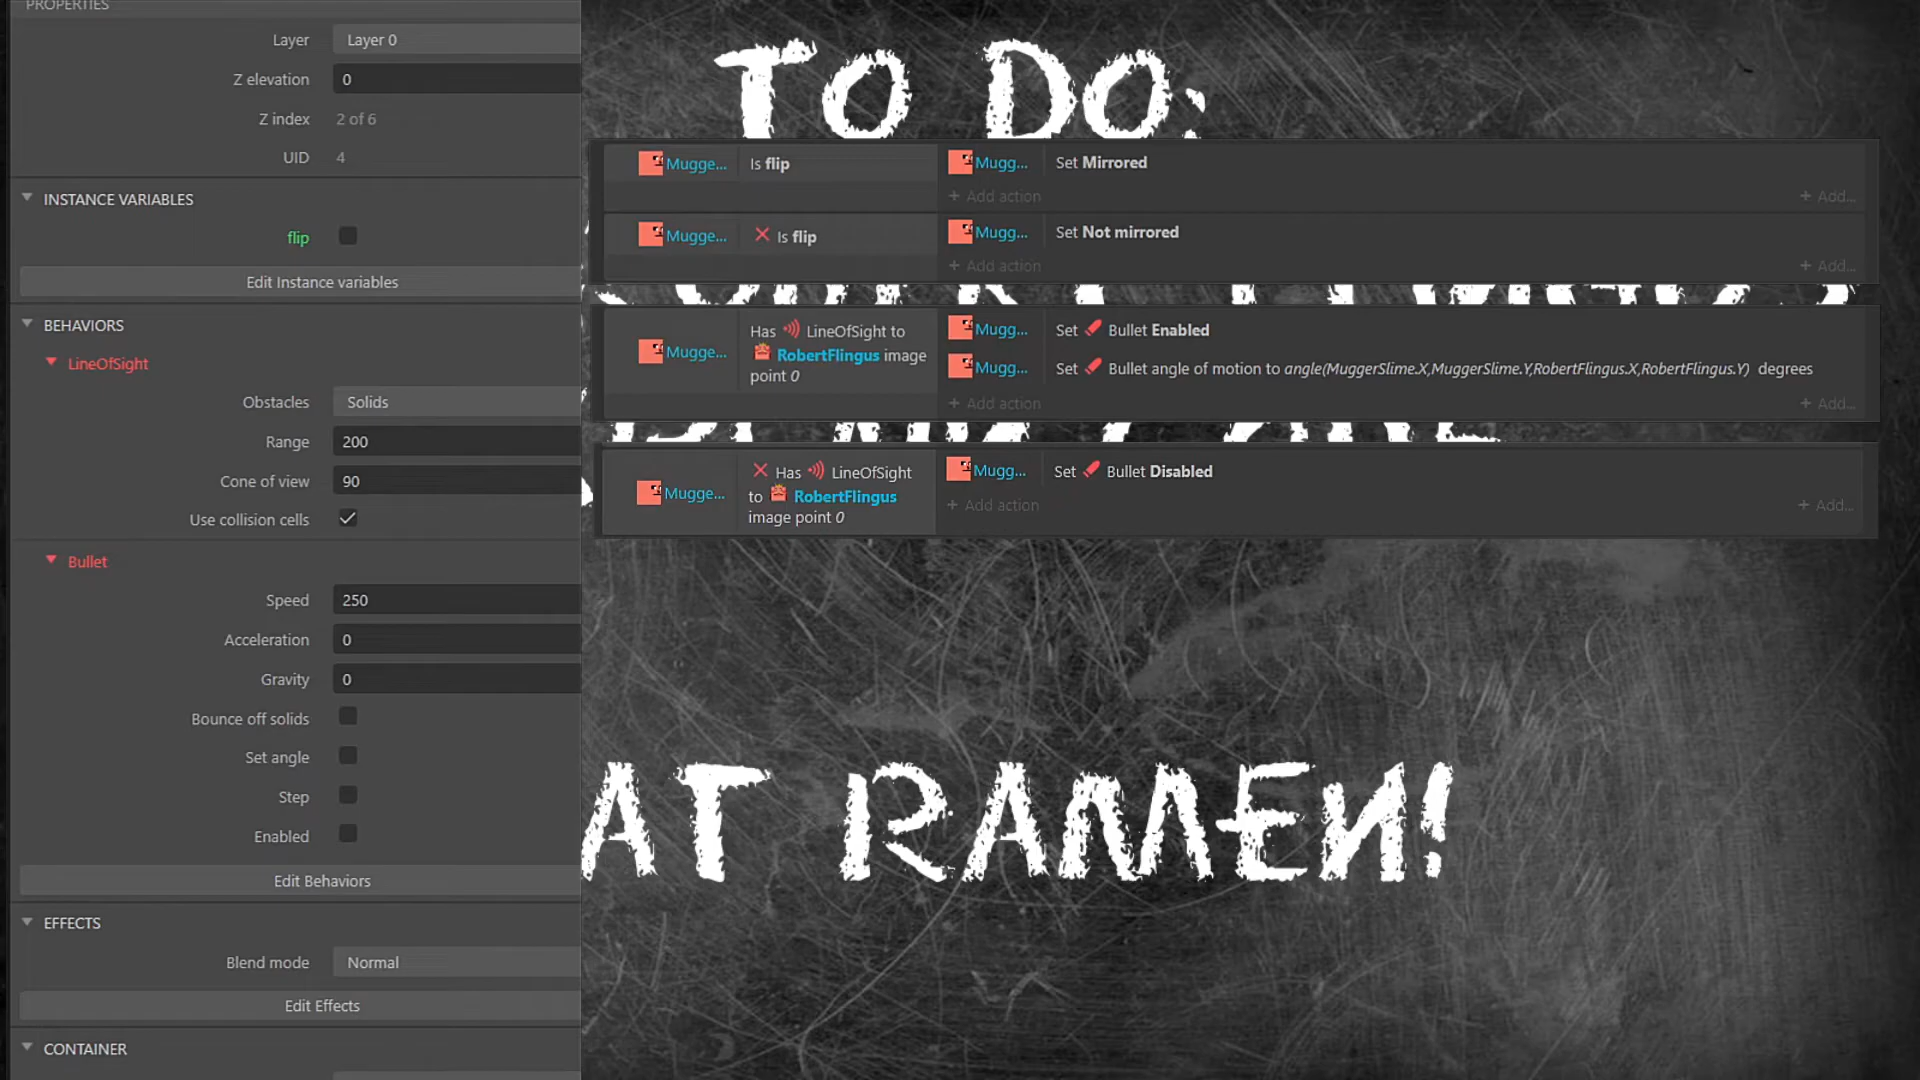 PROPERTIES
Layer Layer 0
Z elevation 0
Z index 2 of 6
UID 4
INSTANCE VARIABLES
flip
Edit Instance variables
BEHAVIORS
LineOfSight
Obstacles Solids
Range 200
Cone of view 90
Use collision cells
Bullet
Speed 250
Acceleration 0
Gravity 0
Bounce off solids
Set angle
Step
Enabled
Edit Behaviors
EFFECTS
Blend mode Normal
Edit Effects
CONTAINER
TO DO:
Mugge... Is flip Mugg... Set Mirrored
+ Add action + Add...
Mugge... Is flip Mugg... Set Not mirrored
+ Add action + Add...
Mugge... Has LineOfSight to RobertFlingus image point 0
Mugg... Set Bullet Enabled
Mugg... Set Bullet angle of motion to angle(MuggerSlime.X,MuggerSlime.Y,RobertFlingus.X,RobertFlingus.Y) degrees
+ Add action + Add...
Mugge... Has LineOfSight to RobertFlingus image point 0
Mugg... Set Bullet Disabled
+ Add action + Add...
AT RAMEN!